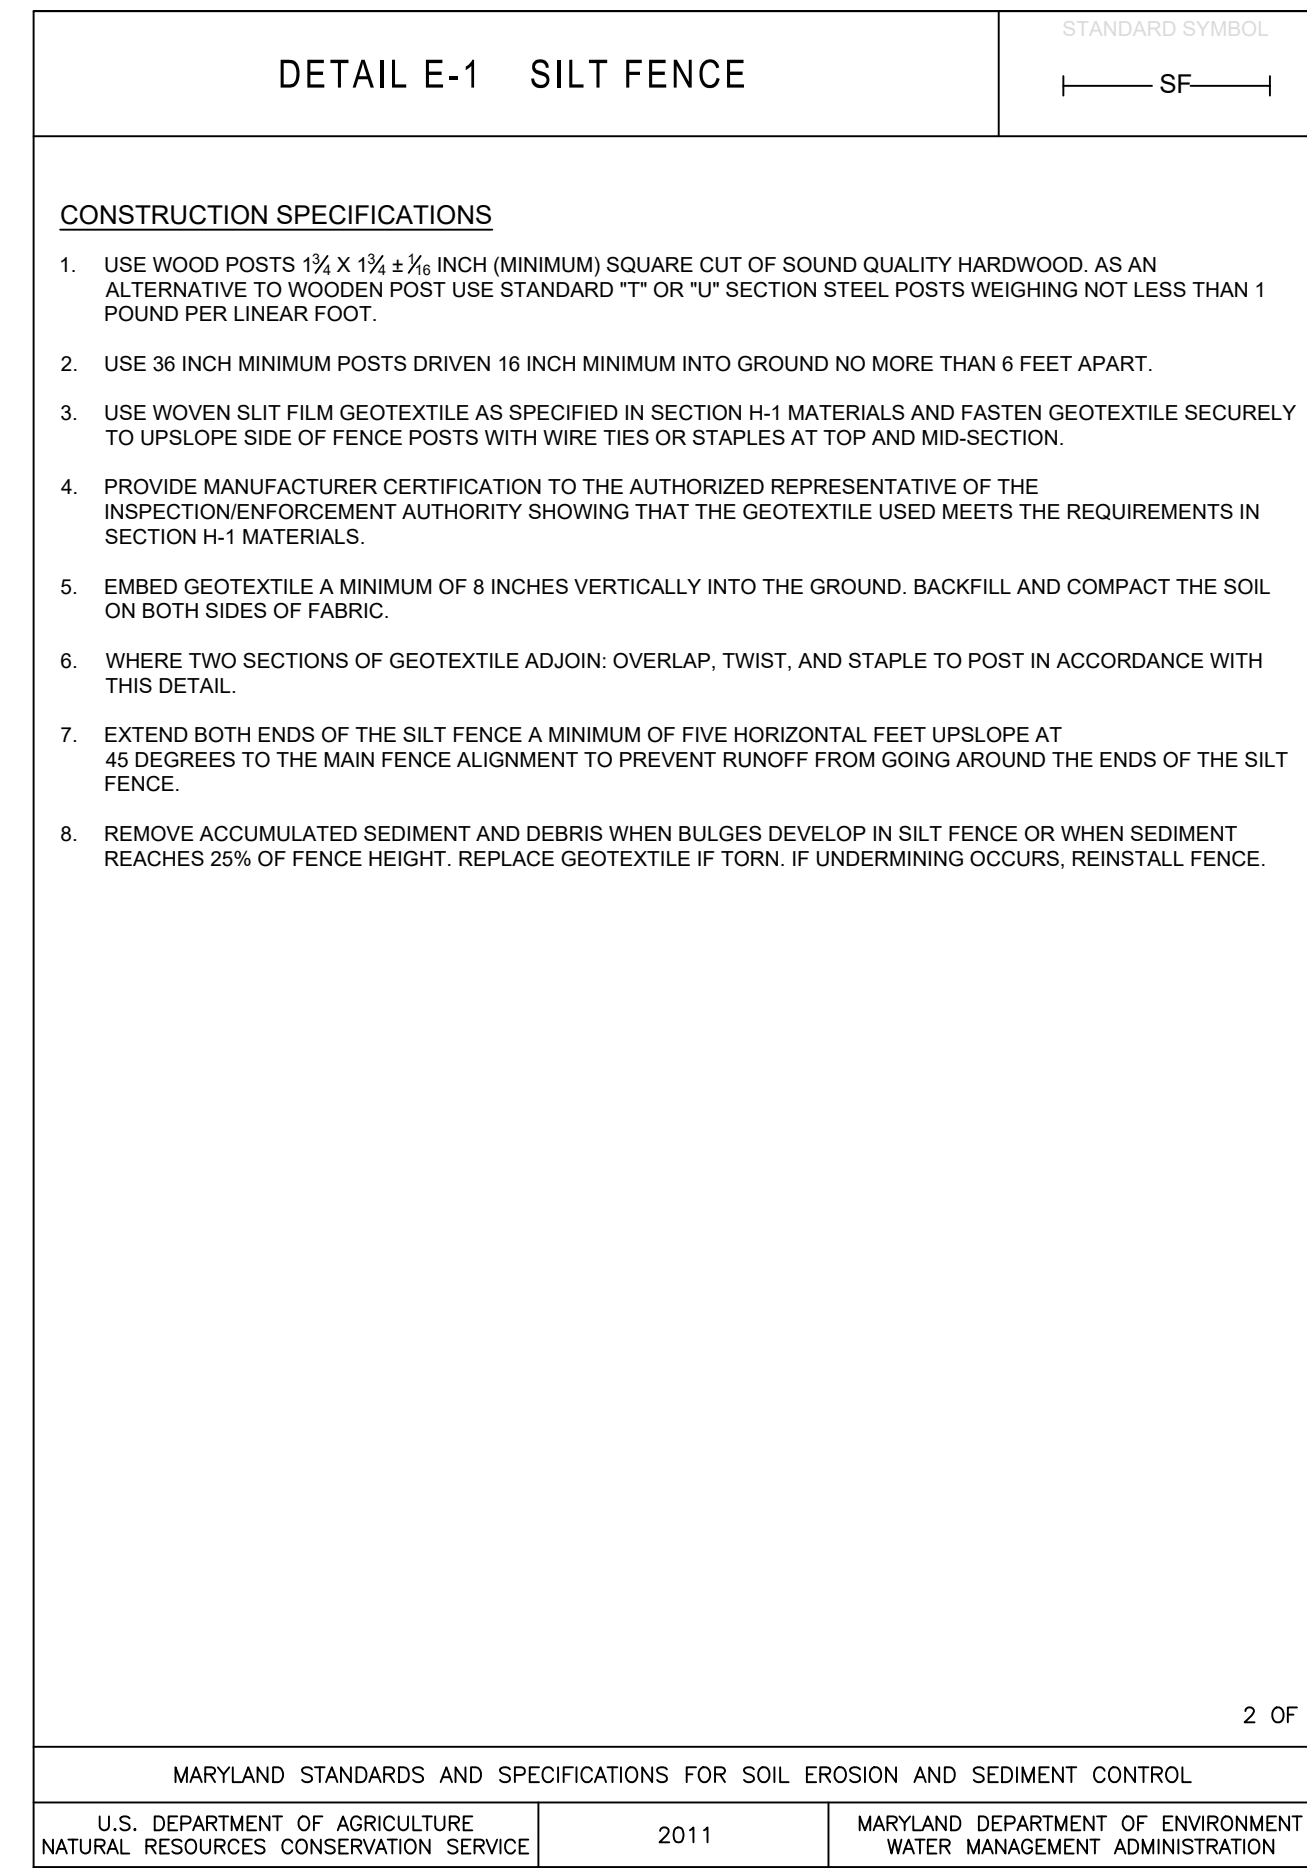 DETAIL E-1 SILT FENCE
STANDARD SYMBOL
SF
CONSTRUCTION SPECIFICATIONS
1. USE WOOD POSTS 1¾ X 1¾ ± 1⁄16 INCH (MINIMUM) SQUARE CUT OF SOUND QUALITY HARDWOOD. AS AN
ALTERNATIVE TO WOODEN POST USE STANDARD "T" OR "U" SECTION STEEL POSTS WEIGHING NOT LESS THAN 1
POUND PER LINEAR FOOT.
2. USE 36 INCH MINIMUM POSTS DRIVEN 16 INCH MINIMUM INTO GROUND NO MORE THAN 6 FEET APART.
3. USE WOVEN SLIT FILM GEOTEXTILE AS SPECIFIED IN SECTION H-1 MATERIALS AND FASTEN GEOTEXTILE SECURELY
TO UPSLOPE SIDE OF FENCE POSTS WITH WIRE TIES OR STAPLES AT TOP AND MID-SECTION.
4. PROVIDE MANUFACTURER CERTIFICATION TO THE AUTHORIZED REPRESENTATIVE OF THE
INSPECTION/ENFORCEMENT AUTHORITY SHOWING THAT THE GEOTEXTILE USED MEETS THE REQUIREMENTS IN
SECTION H-1 MATERIALS.
5. EMBED GEOTEXTILE A MINIMUM OF 8 INCHES VERTICALLY INTO THE GROUND. BACKFILL AND COMPACT THE SOIL
ON BOTH SIDES OF FABRIC.
6. WHERE TWO SECTIONS OF GEOTEXTILE ADJOIN: OVERLAP, TWIST, AND STAPLE TO POST IN ACCORDANCE WITH
THIS DETAIL.
7. EXTEND BOTH ENDS OF THE SILT FENCE A MINIMUM OF FIVE HORIZONTAL FEET UPSLOPE AT
45 DEGREES TO THE MAIN FENCE ALIGNMENT TO PREVENT RUNOFF FROM GOING AROUND THE ENDS OF THE SILT
FENCE.
8. REMOVE ACCUMULATED SEDIMENT AND DEBRIS WHEN BULGES DEVELOP IN SILT FENCE OR WHEN SEDIMENT
REACHES 25% OF FENCE HEIGHT. REPLACE GEOTEXTILE IF TORN. IF UNDERMINING OCCURS, REINSTALL FENCE.
2 OF
MARYLAND STANDARDS AND SPECIFICATIONS FOR SOIL EROSION AND SEDIMENT CONTROL
U.S. DEPARTMENT OF AGRICULTURE
NATURAL RESOURCES CONSERVATION SERVICE
2011
MARYLAND DEPARTMENT OF ENVIRONMENT
WATER MANAGEMENT ADMINISTRATION